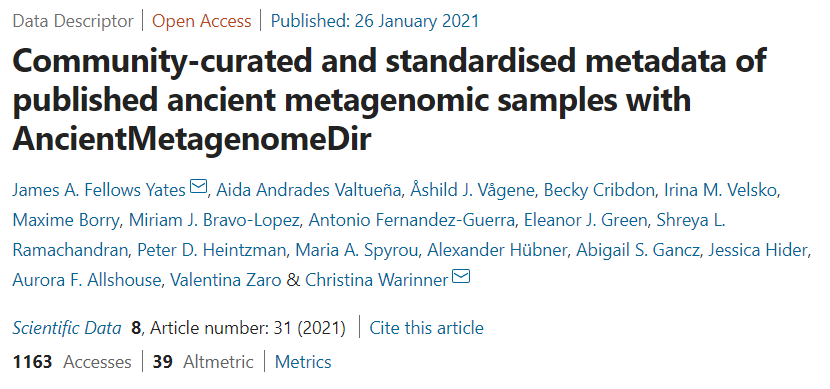 Data Descriptor | Open Access | Published: 26 January 2021
Community-curated and standardised metadata of
published ancient metagenomic samples with
AncientMetagenomeDir
James A. Fellows Yates, Aida Andrades Valtueña, Åshild J. Vågene, Becky Cribdon, Irina M. Velsko,
Maxime Borry, Miriam J. Bravo-Lopez, Antonio Fernandez-Guerra, Eleanor J. Green, Shreya L.
Ramachandran, Peter D. Heintzman, Maria A. Spyrou, Alexander Hübner, Abigail S. Gancz, Jessica Hider,
Aurora F. Allshouse, Valentina Zaro & Christina Warinner
Scientific Data 8, Article number: 31 (2021) | Cite this article
1163 Accesses | 39 Altmetric | Metrics